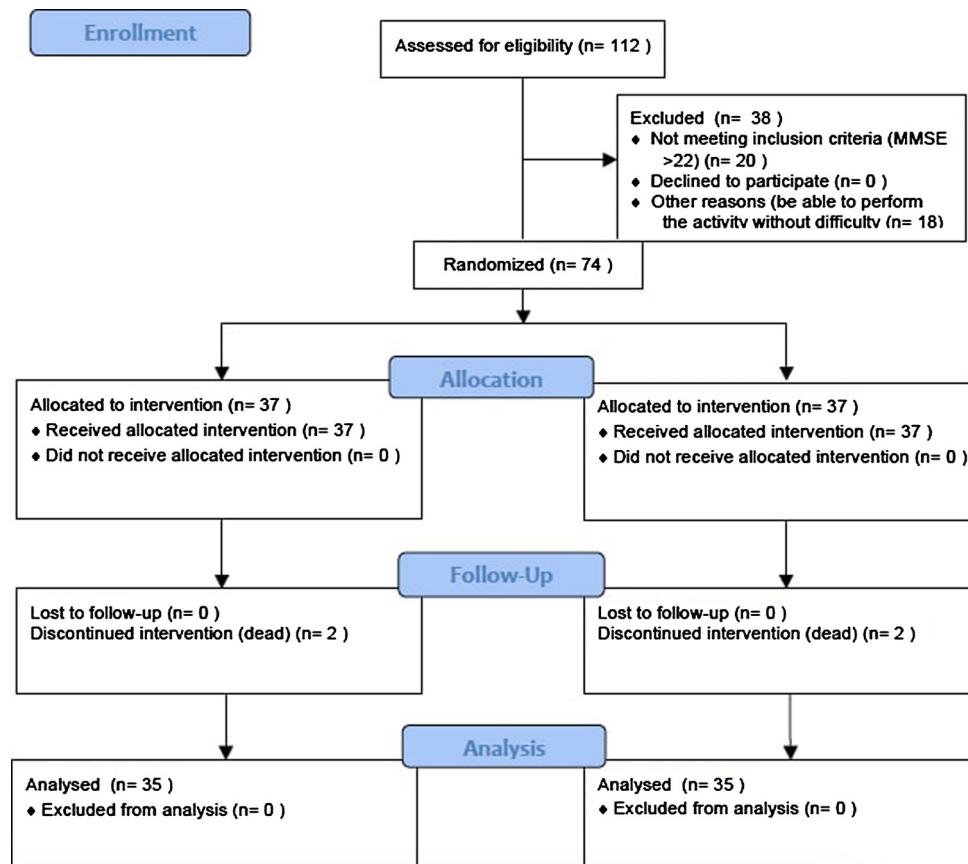 Enrollment
Assessed for eligibility (n= 112 )
Excluded (n= 38 )
♦ Not meeting inclusion criteria (MMSE
>22) (n= 20 )
♦ Declined to participate (n= 0 )
♦ Other reasons (be able to perform
the activity without difficulty (n= 18)
Randomized (n= 74 )
Allocation
Allocated to intervention (n= 37 )
♦ Received allocated intervention (n= 37 )
♦ Did not receive allocated intervention (n= 0 )
Allocated to intervention (n= 37 )
♦ Received allocated intervention (n= 37 )
♦ Did not receive allocated intervention (n= 0 )
Follow-Up
Lost to follow-up (n= 0 )
Discontinued intervention (dead) (n= 2 )
Lost to follow-up (n= 0 )
Discontinued intervention (dead) (n= 2 )
Analysis
Analysed (n= 35 )
♦ Excluded from analysis (n= 0 )
Analysed (n= 35 )
♦ Excluded from analysis (n= 0 )